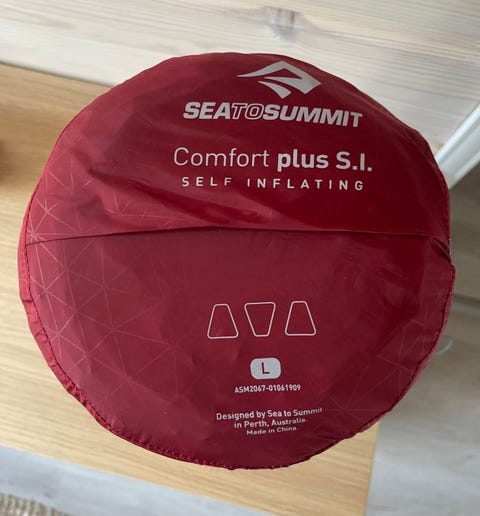 SEATOSUMMIT
Comfort plus S.I.
SELF INFLATING
L
ASM2067-01061909
Designed by Sea to Summit
in Perth, Australia.
Made in China.